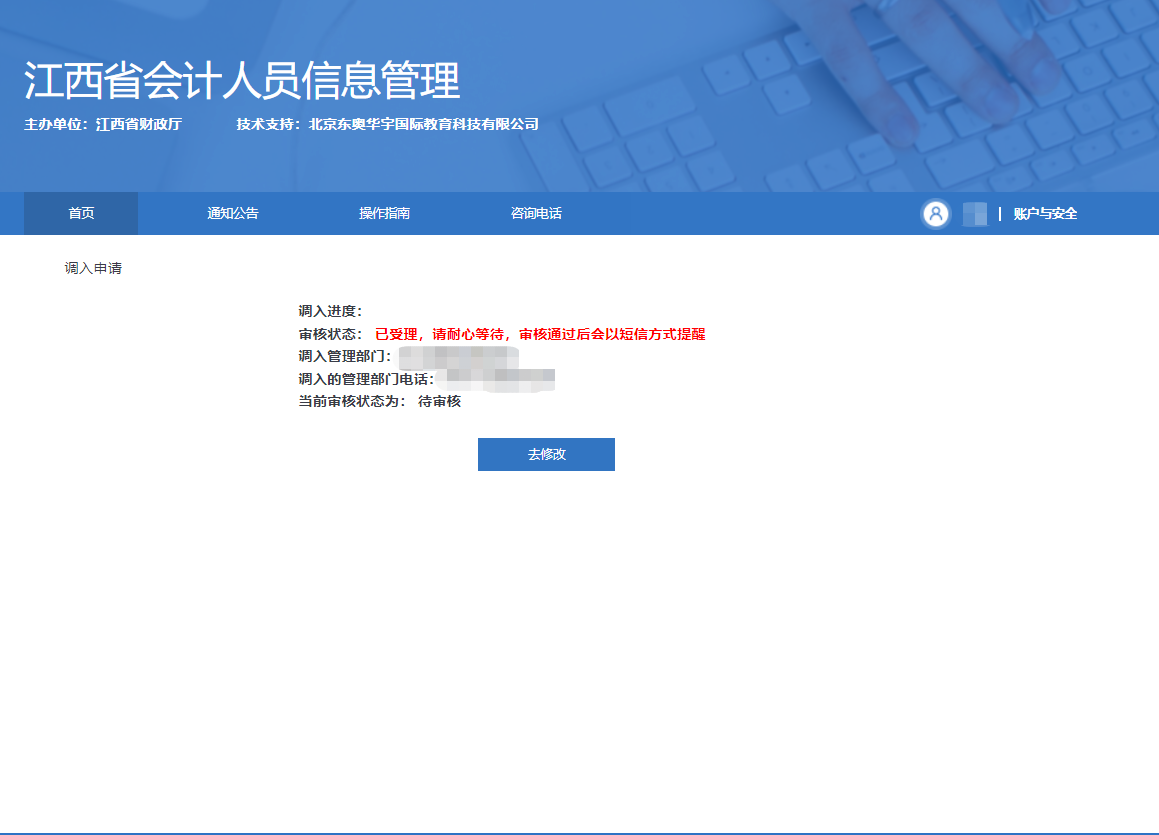 江西省会计人员信息管理
主办单位：江西省财政厅 技术支持：北京东奥华宇国际教育科技有限公司
首页 通知公告 操作指南 咨询电话 账户与安全
调入申请
调入进度：
审核状态： 已受理，请耐心等待，审核通过后会以短信方式提醒
调入管理部门：
调入的管理部门电话：
当前审核状态为： 待审核
去修改